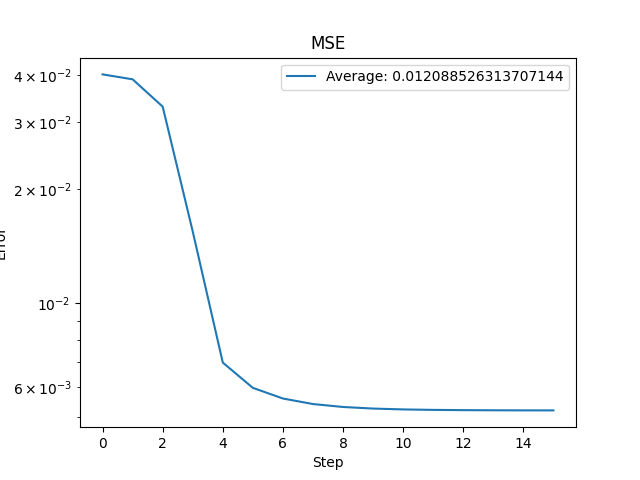 MSE
Average: 0.012088526313707144
4 × 10⁻²
3 × 10⁻²
2 × 10⁻²
10⁻²
6 × 10⁻³
Error
0 2 4 6 8 10 12 14
Step